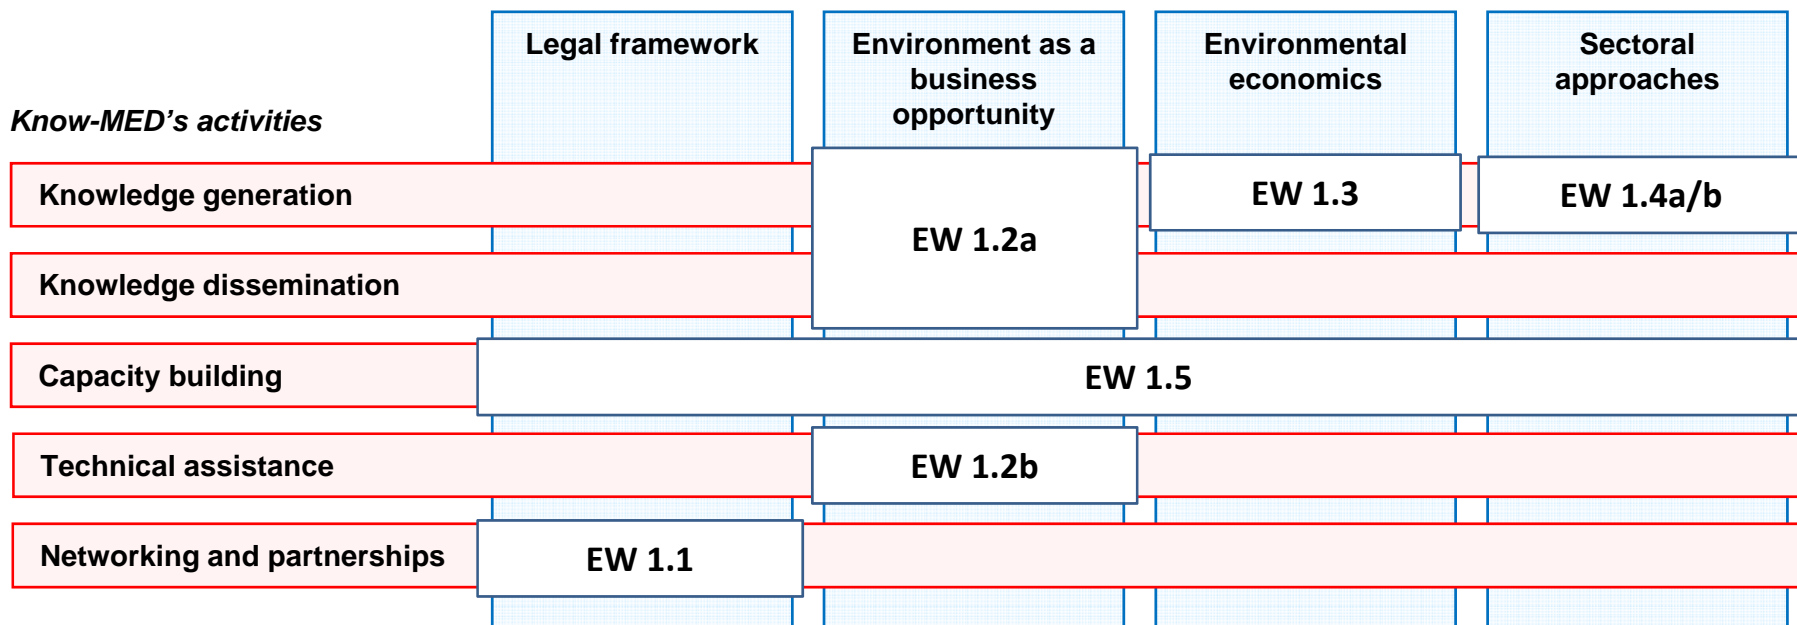 Legal framework
Environment as a
business
opportunity
Environmental
economics
Sectoral
approaches
Know-MED’s activities
Knowledge generation
EW 1.2a
EW 1.3
EW 1.4a/b
Knowledge dissemination
Capacity building
EW 1.5
Technical assistance
EW 1.2b
Networking and partnerships
EW 1.1